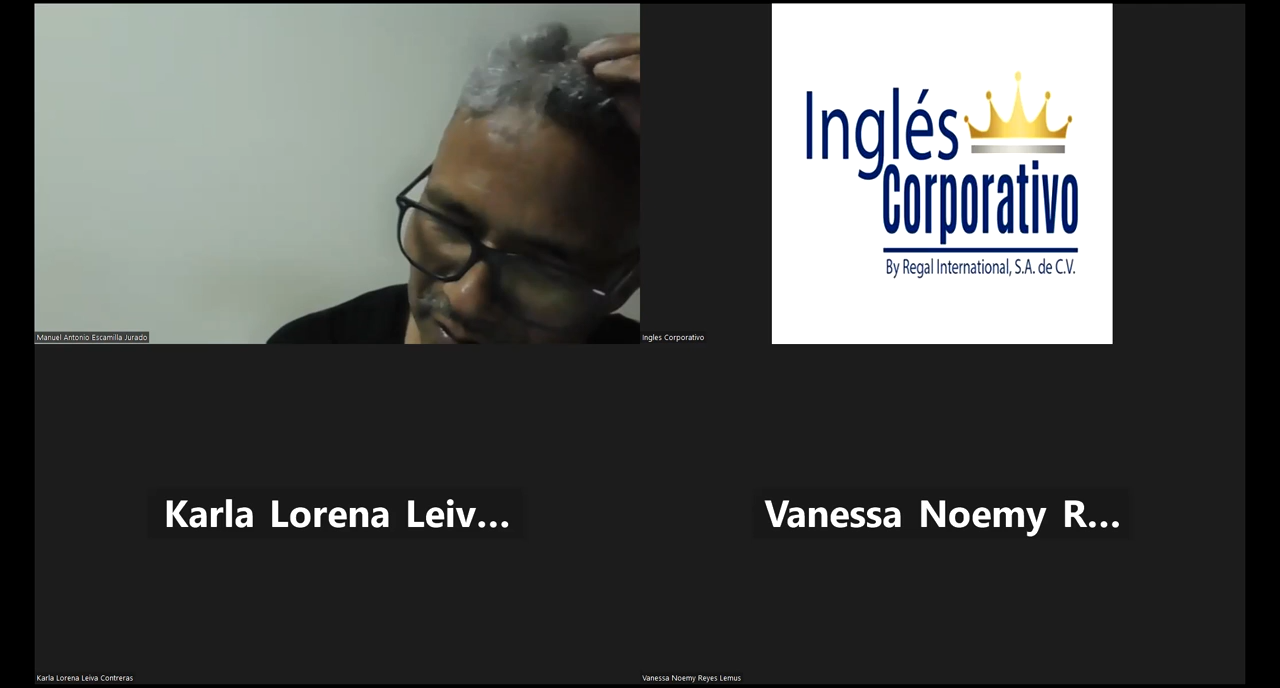 Inglés
Corporativo
By Regal International, S.A. de C.V.
Manuel Antonio Escamilla Jurado
Ingles Corporativo
Karla Lorena Leiv...
Vanessa Noemy R...
Karla Lorena Leiva Contreras
Vanessa Noemy Reyes Lemus